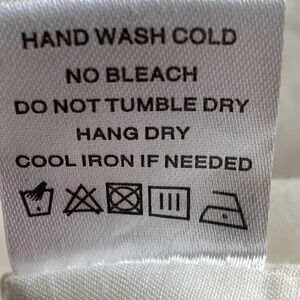 HAND WASH COLD
NO BLEACH
DO NOT TUMBLE DRY
HANG DRY
COOL IRON IF NEEDED